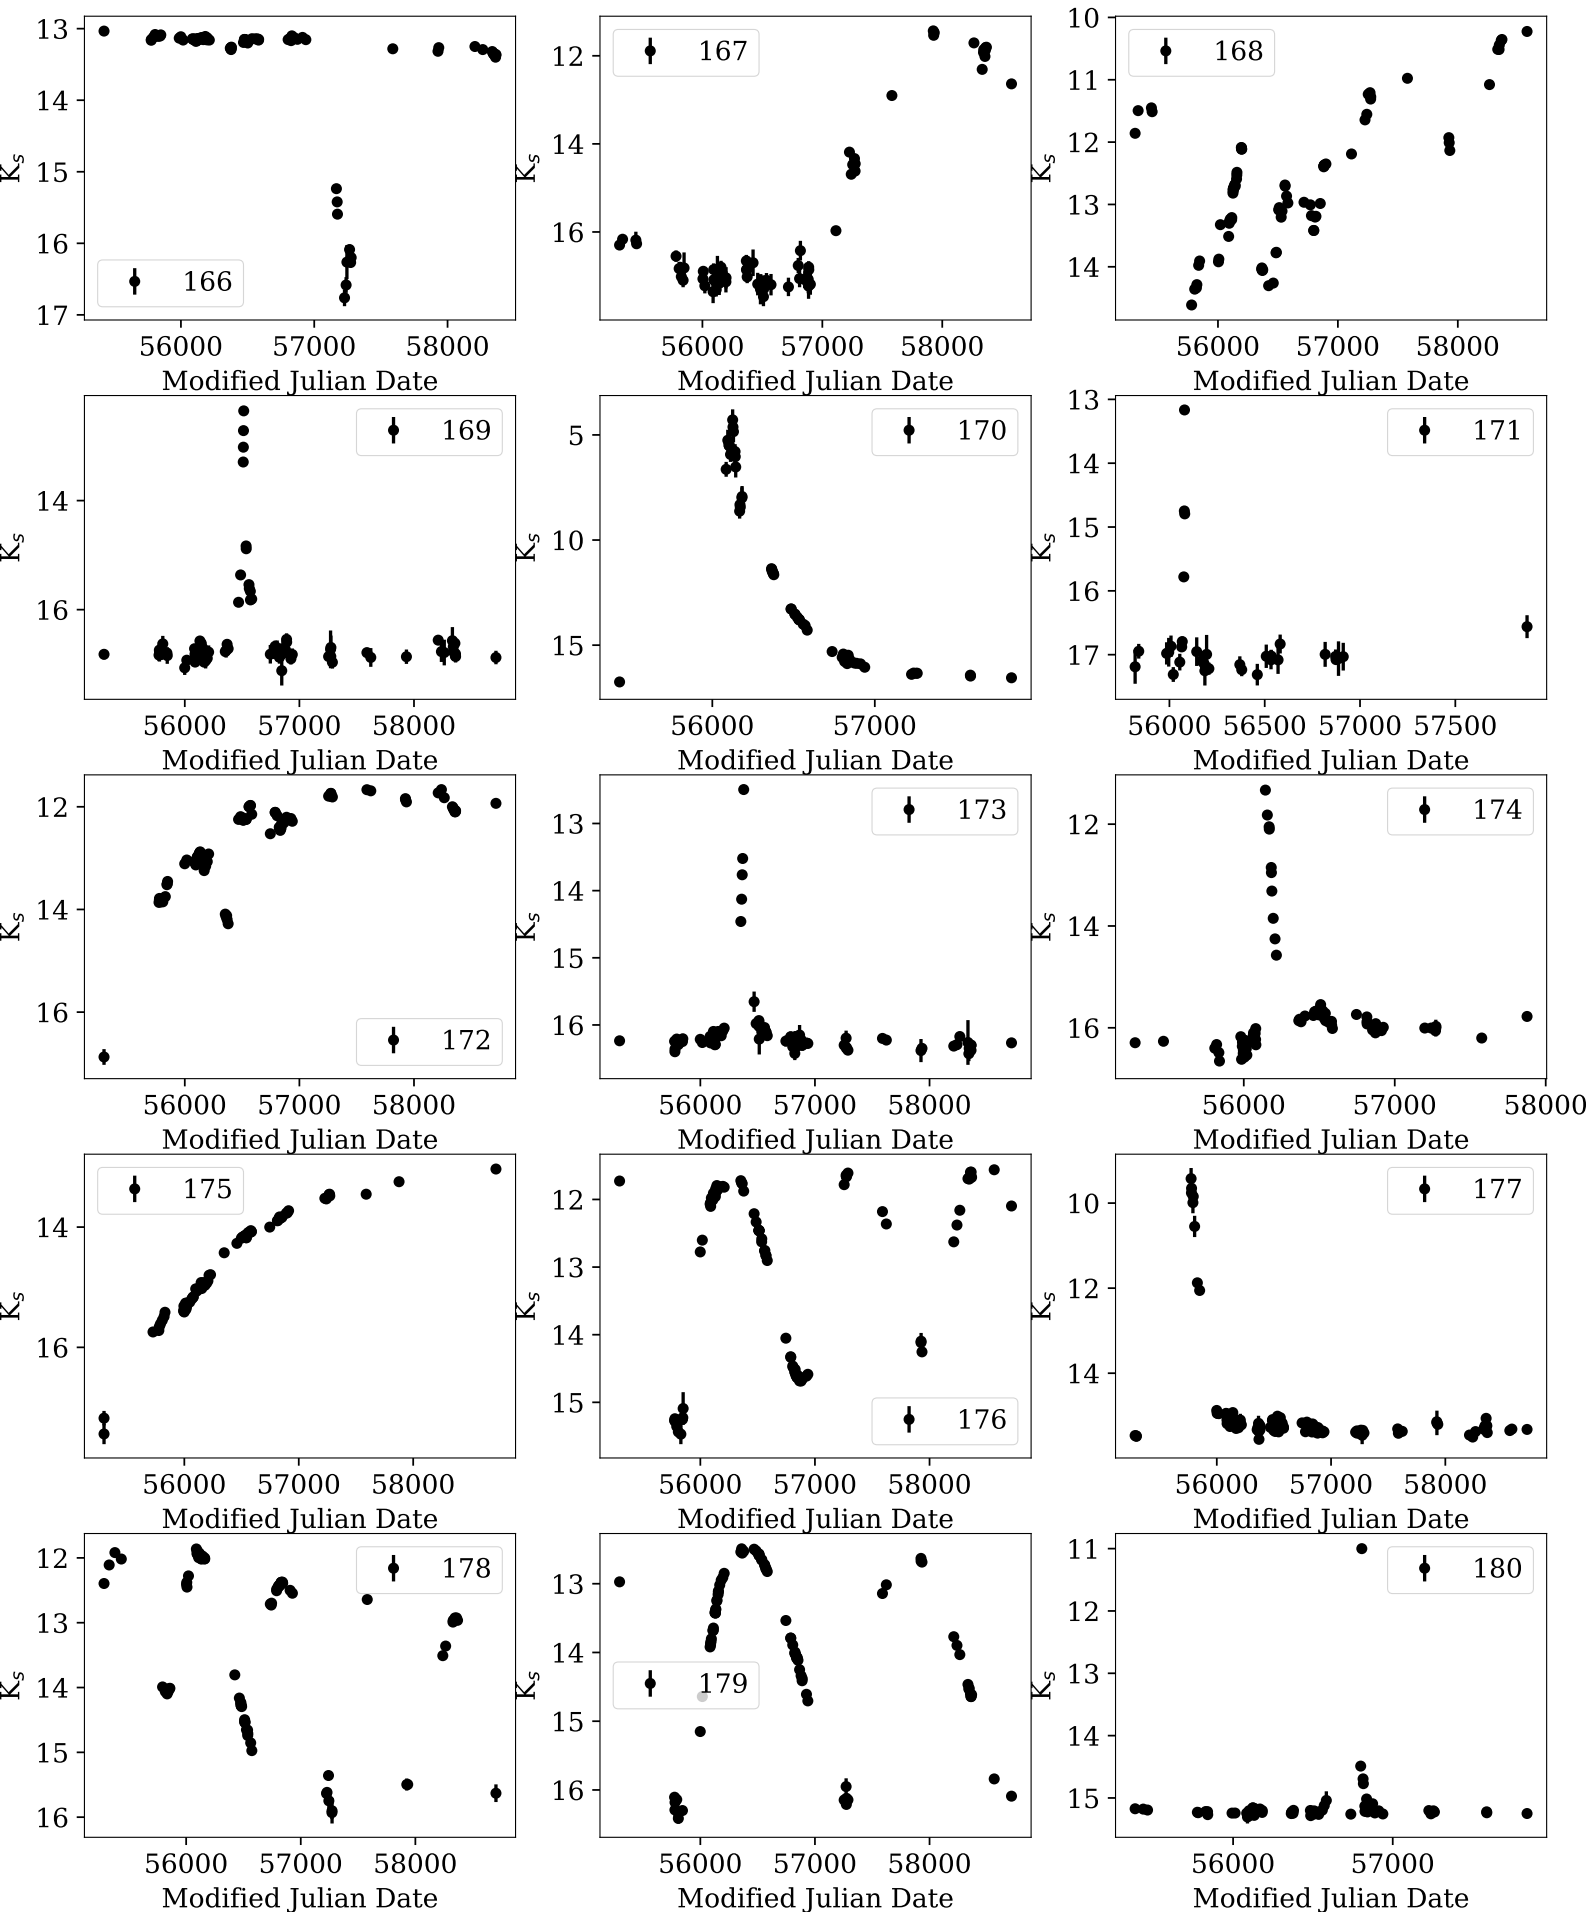 13
14
15
16
17
K_s
166
56000 57000 58000
Modified Julian Date
12
14
16
K_s
167
56000 57000 58000
Modified Julian Date
10
11
12
13
14
K_s
168
56000 57000 58000
Modified Julian Date
14
16
K_s
169
56000 57000 58000
Modified Julian Date
5
10
15
K_s
170
56000 57000
Modified Julian Date
13
14
15
16
17
K_s
171
56000 56500 57000 57500
Modified Julian Date
12
14
16
K_s
172
56000 57000 58000
Modified Julian Date
13
14
15
16
K_s
173
56000 57000 58000
Modified Julian Date
12
14
16
K_s
174
56000 57000 58000
Modified Julian Date
14
16
K_s
175
56000 57000 58000
Modified Julian Date
12
13
14
15
K_s
176
56000 57000 58000
Modified Julian Date
10
12
14
K_s
177
56000 57000 58000
Modified Julian Date
12
13
14
15
16
K_s
178
56000 57000 58000
Modified Julian Date
13
14
15
16
K_s
179
56000 57000 58000
Modified Julian Date
11
12
13
14
15
K_s
180
56000 57000
Modified Julian Date